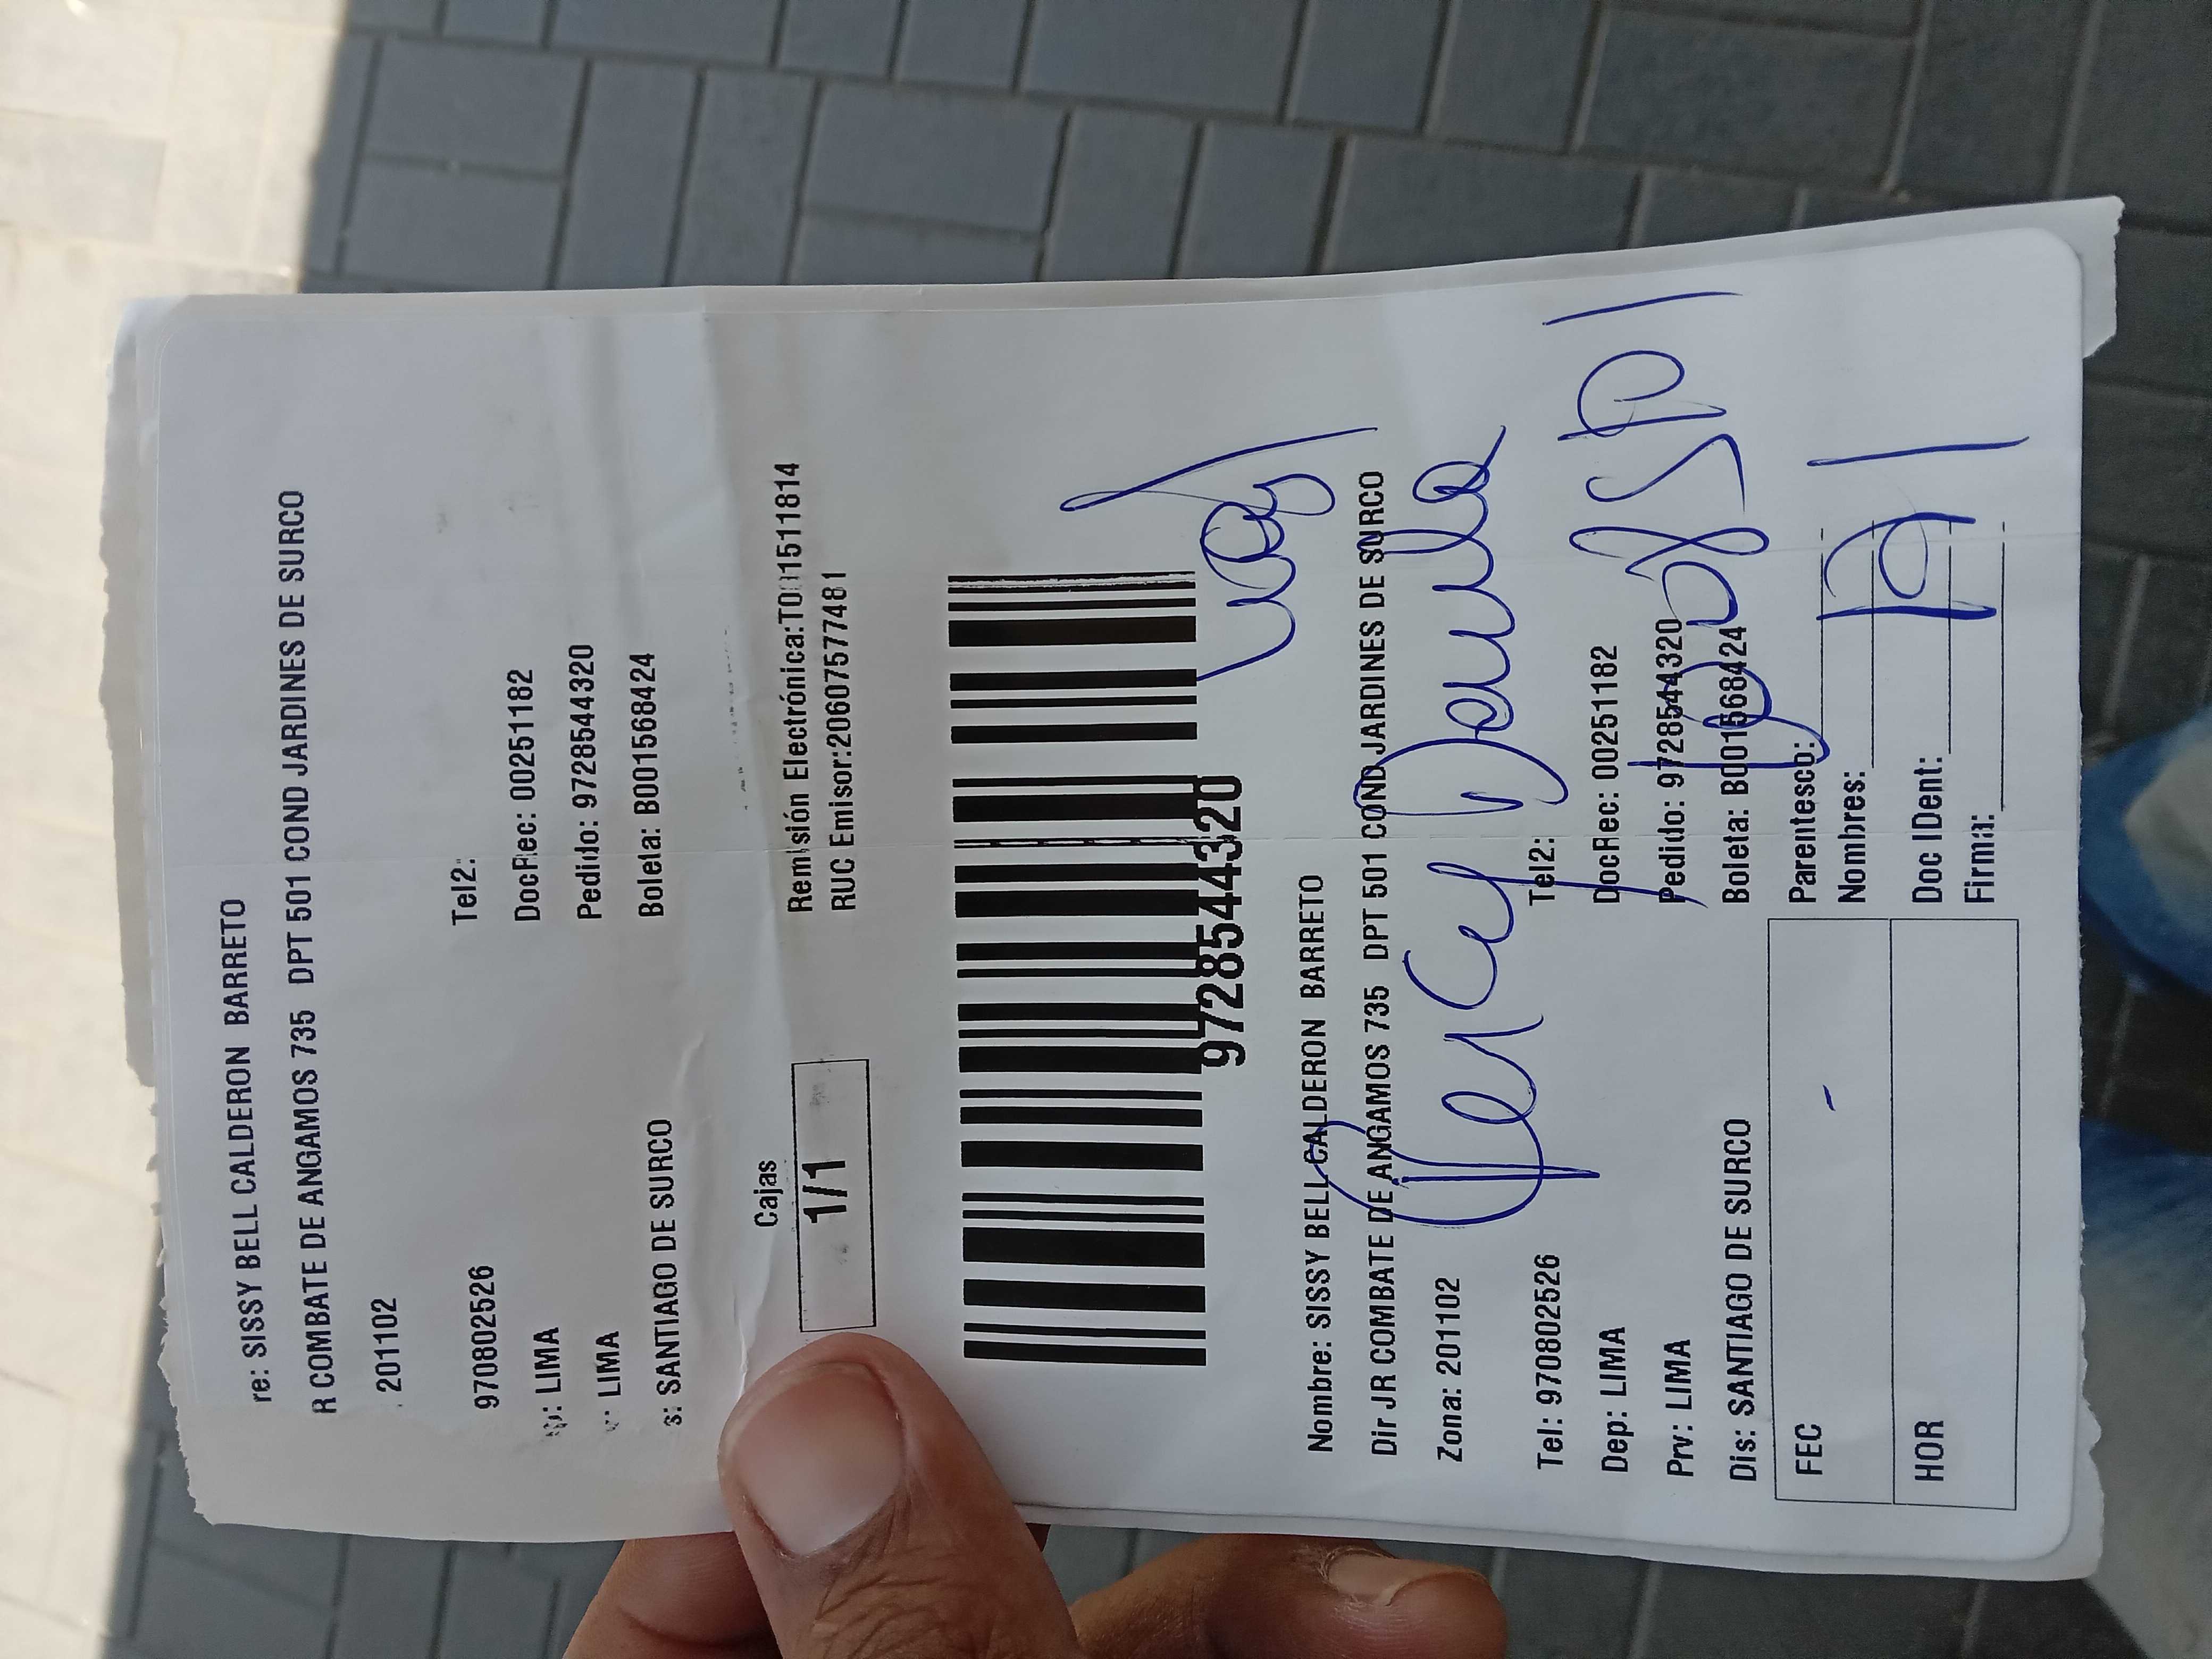 re: SISSY BELL CALDERON BARRETO
R COMBATE DE ANGAMOS 735 DPT 501 COND JARDINES DE SURCO
201102
970802526 Tel2:
p: LIMA DocRec: 00251182
v: LIMA Pedido: 97285444320
s: SANTIAGO DE SURCO Boleta: B001568424
Cajas
1/1
Remisión Electrónica:T001511814
RUC Emisor:20607577481
97285444320
Nombre: SISSY BELL CALDERON BARRETO
Dir JR COMBATE DE ANGAMOS 735 DPT 501 COND JARDINES DE SURCO
Zona: 201102
Tel: 970802526 Tel2:
Dep: LIMA DocRec: 00251182
Prv: LIMA Pedido: 97285444320
Dis: SANTIAGO DE SURCO Boleta: B001568424
FEC Parentesco:
Nombres:
HOR Doc IDent:
Firma: